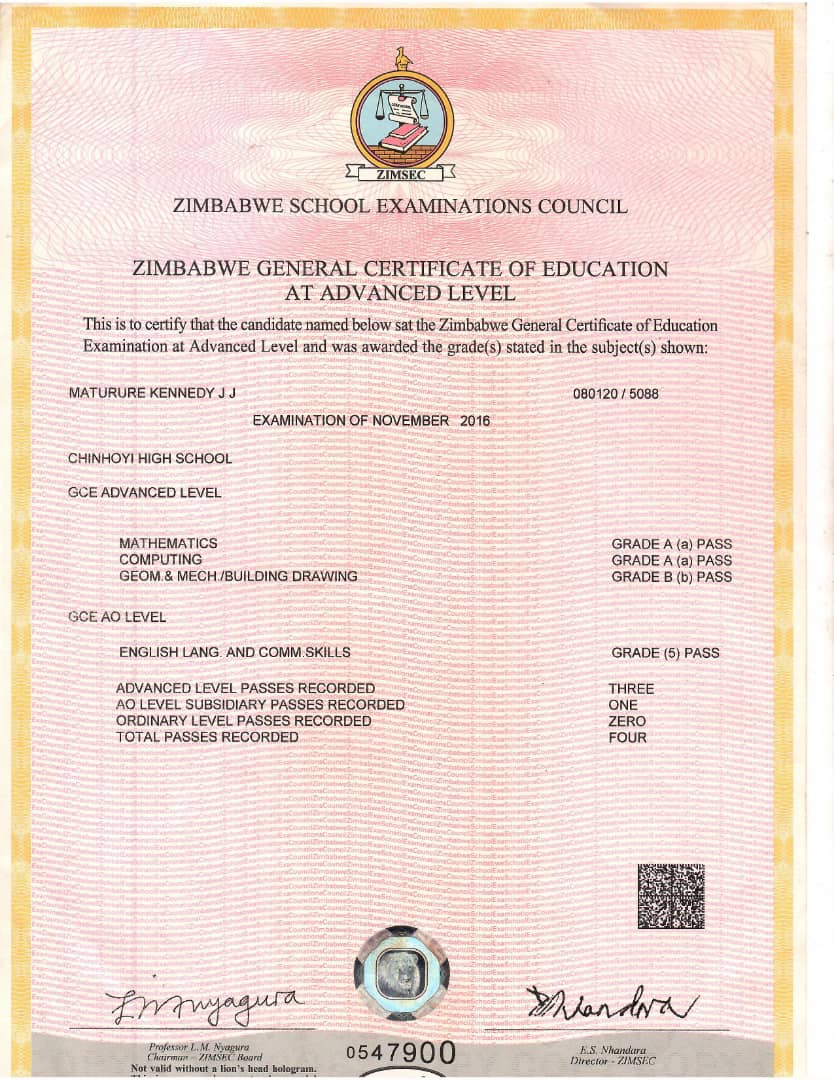 ZIMSEC
ZIMBABWE SCHOOL EXAMINATIONS COUNCIL
ZIMBABWE GENERAL CERTIFICATE OF EDUCATION
AT ADVANCED LEVEL
This is to certify that the candidate named below sat the Zimbabwe General Certificate of Education
Examination at Advanced Level and was awarded the grade(s) stated in the subject(s) shown:
MATURURE KENNEDY J J 080120 / 5088
EXAMINATION OF NOVEMBER 2016
CHINHOYI HIGH SCHOOL
GCE ADVANCED LEVEL
MATHEMATICS GRADE A (a) PASS
COMPUTING GRADE A (a) PASS
GEOM.& MECH./BUILDING DRAWING GRADE B (b) PASS
GCE AO LEVEL
ENGLISH LANG. AND COMM.SKILLS GRADE (5) PASS
ADVANCED LEVEL PASSES RECORDED THREE
AO LEVEL SUBSIDIARY PASSES RECORDED ONE
ORDINARY LEVEL PASSES RECORDED ZERO
TOTAL PASSES RECORDED FOUR
Professor L.M. Nyagura
Chairman - ZIMSEC Board
Not valid without a lion's head hologram.
0547900
E.S. Nhandara
Director - ZIMSEC